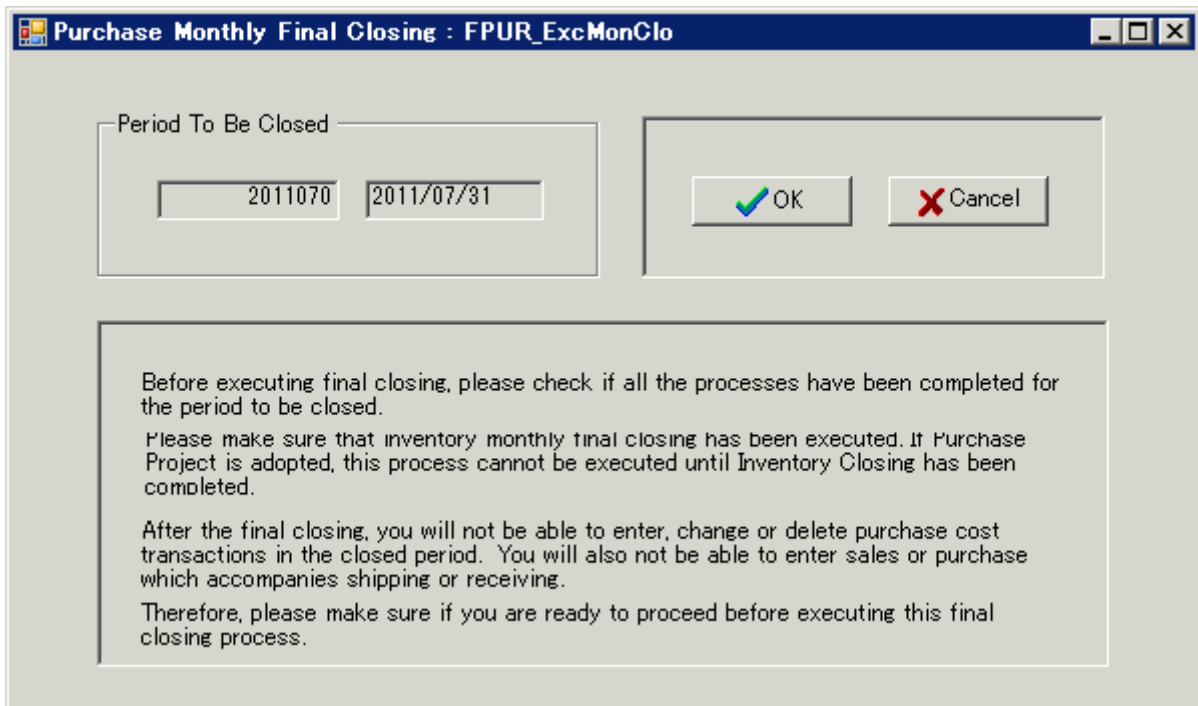 Purchase Monthly Final Closing : FPUR_ExcMonClo
Period To Be Closed
2011070 2011/07/31
OK Cancel
Before executing final closing, please check if all the processes have been completed for
the period to be closed.
Please make sure that inventory monthly final closing has been executed. If Purchase
Project is adopted, this process cannot be executed until Inventory Closing has been
completed.
After the final closing, you will not be able to enter, change or delete purchase cost
transactions in the closed period. You will also not be able to enter sales or purchase
which accompanies shipping or receiving.
Therefore, please make sure if you are ready to proceed before executing this final
closing process.